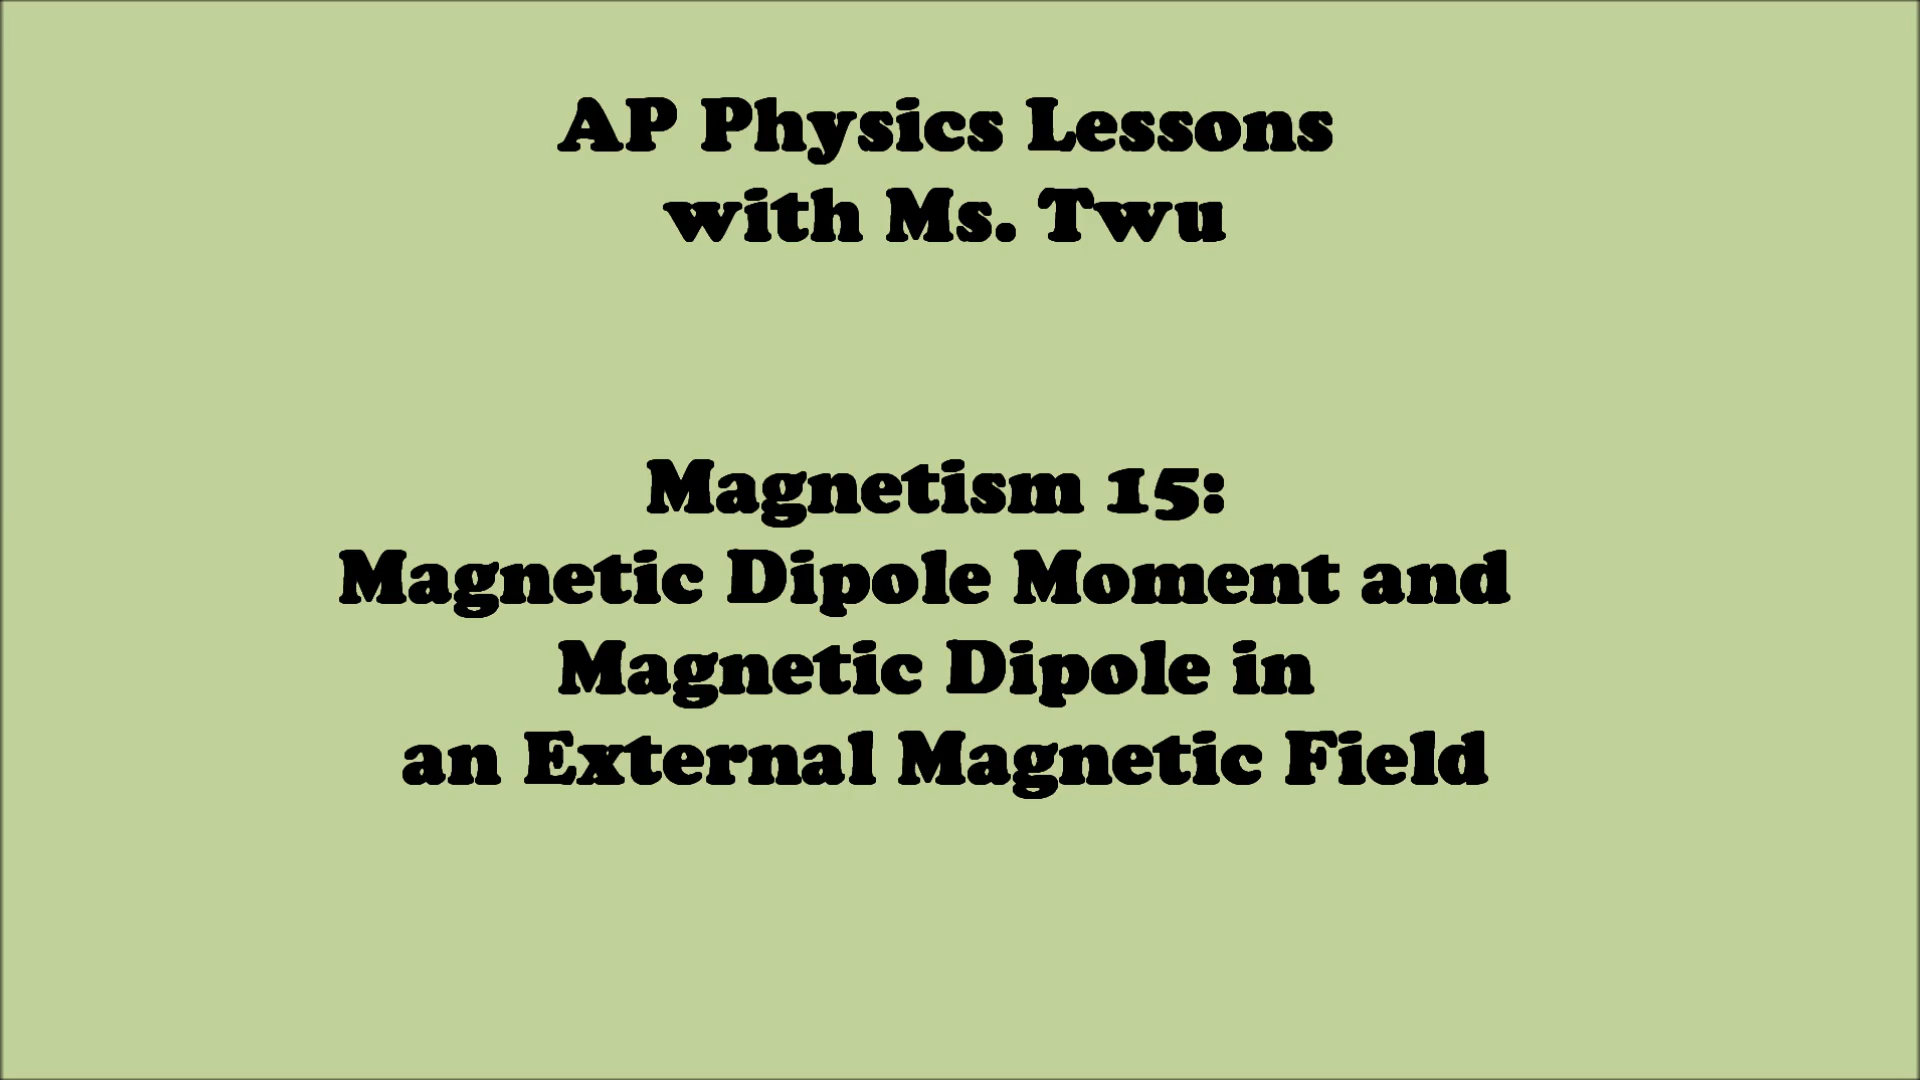 AP Physics Lessons
with Ms. Twu
Magnetism 15:
Magnetic Dipole Moment and
Magnetic Dipole in
an External Magnetic Field